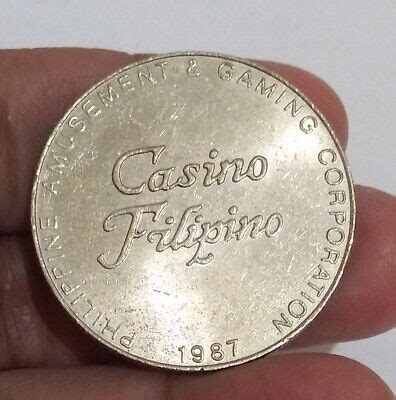 PHILIPPINE AMUSEMENT & GAMING CORPORATION
Casino
Filipino
1987